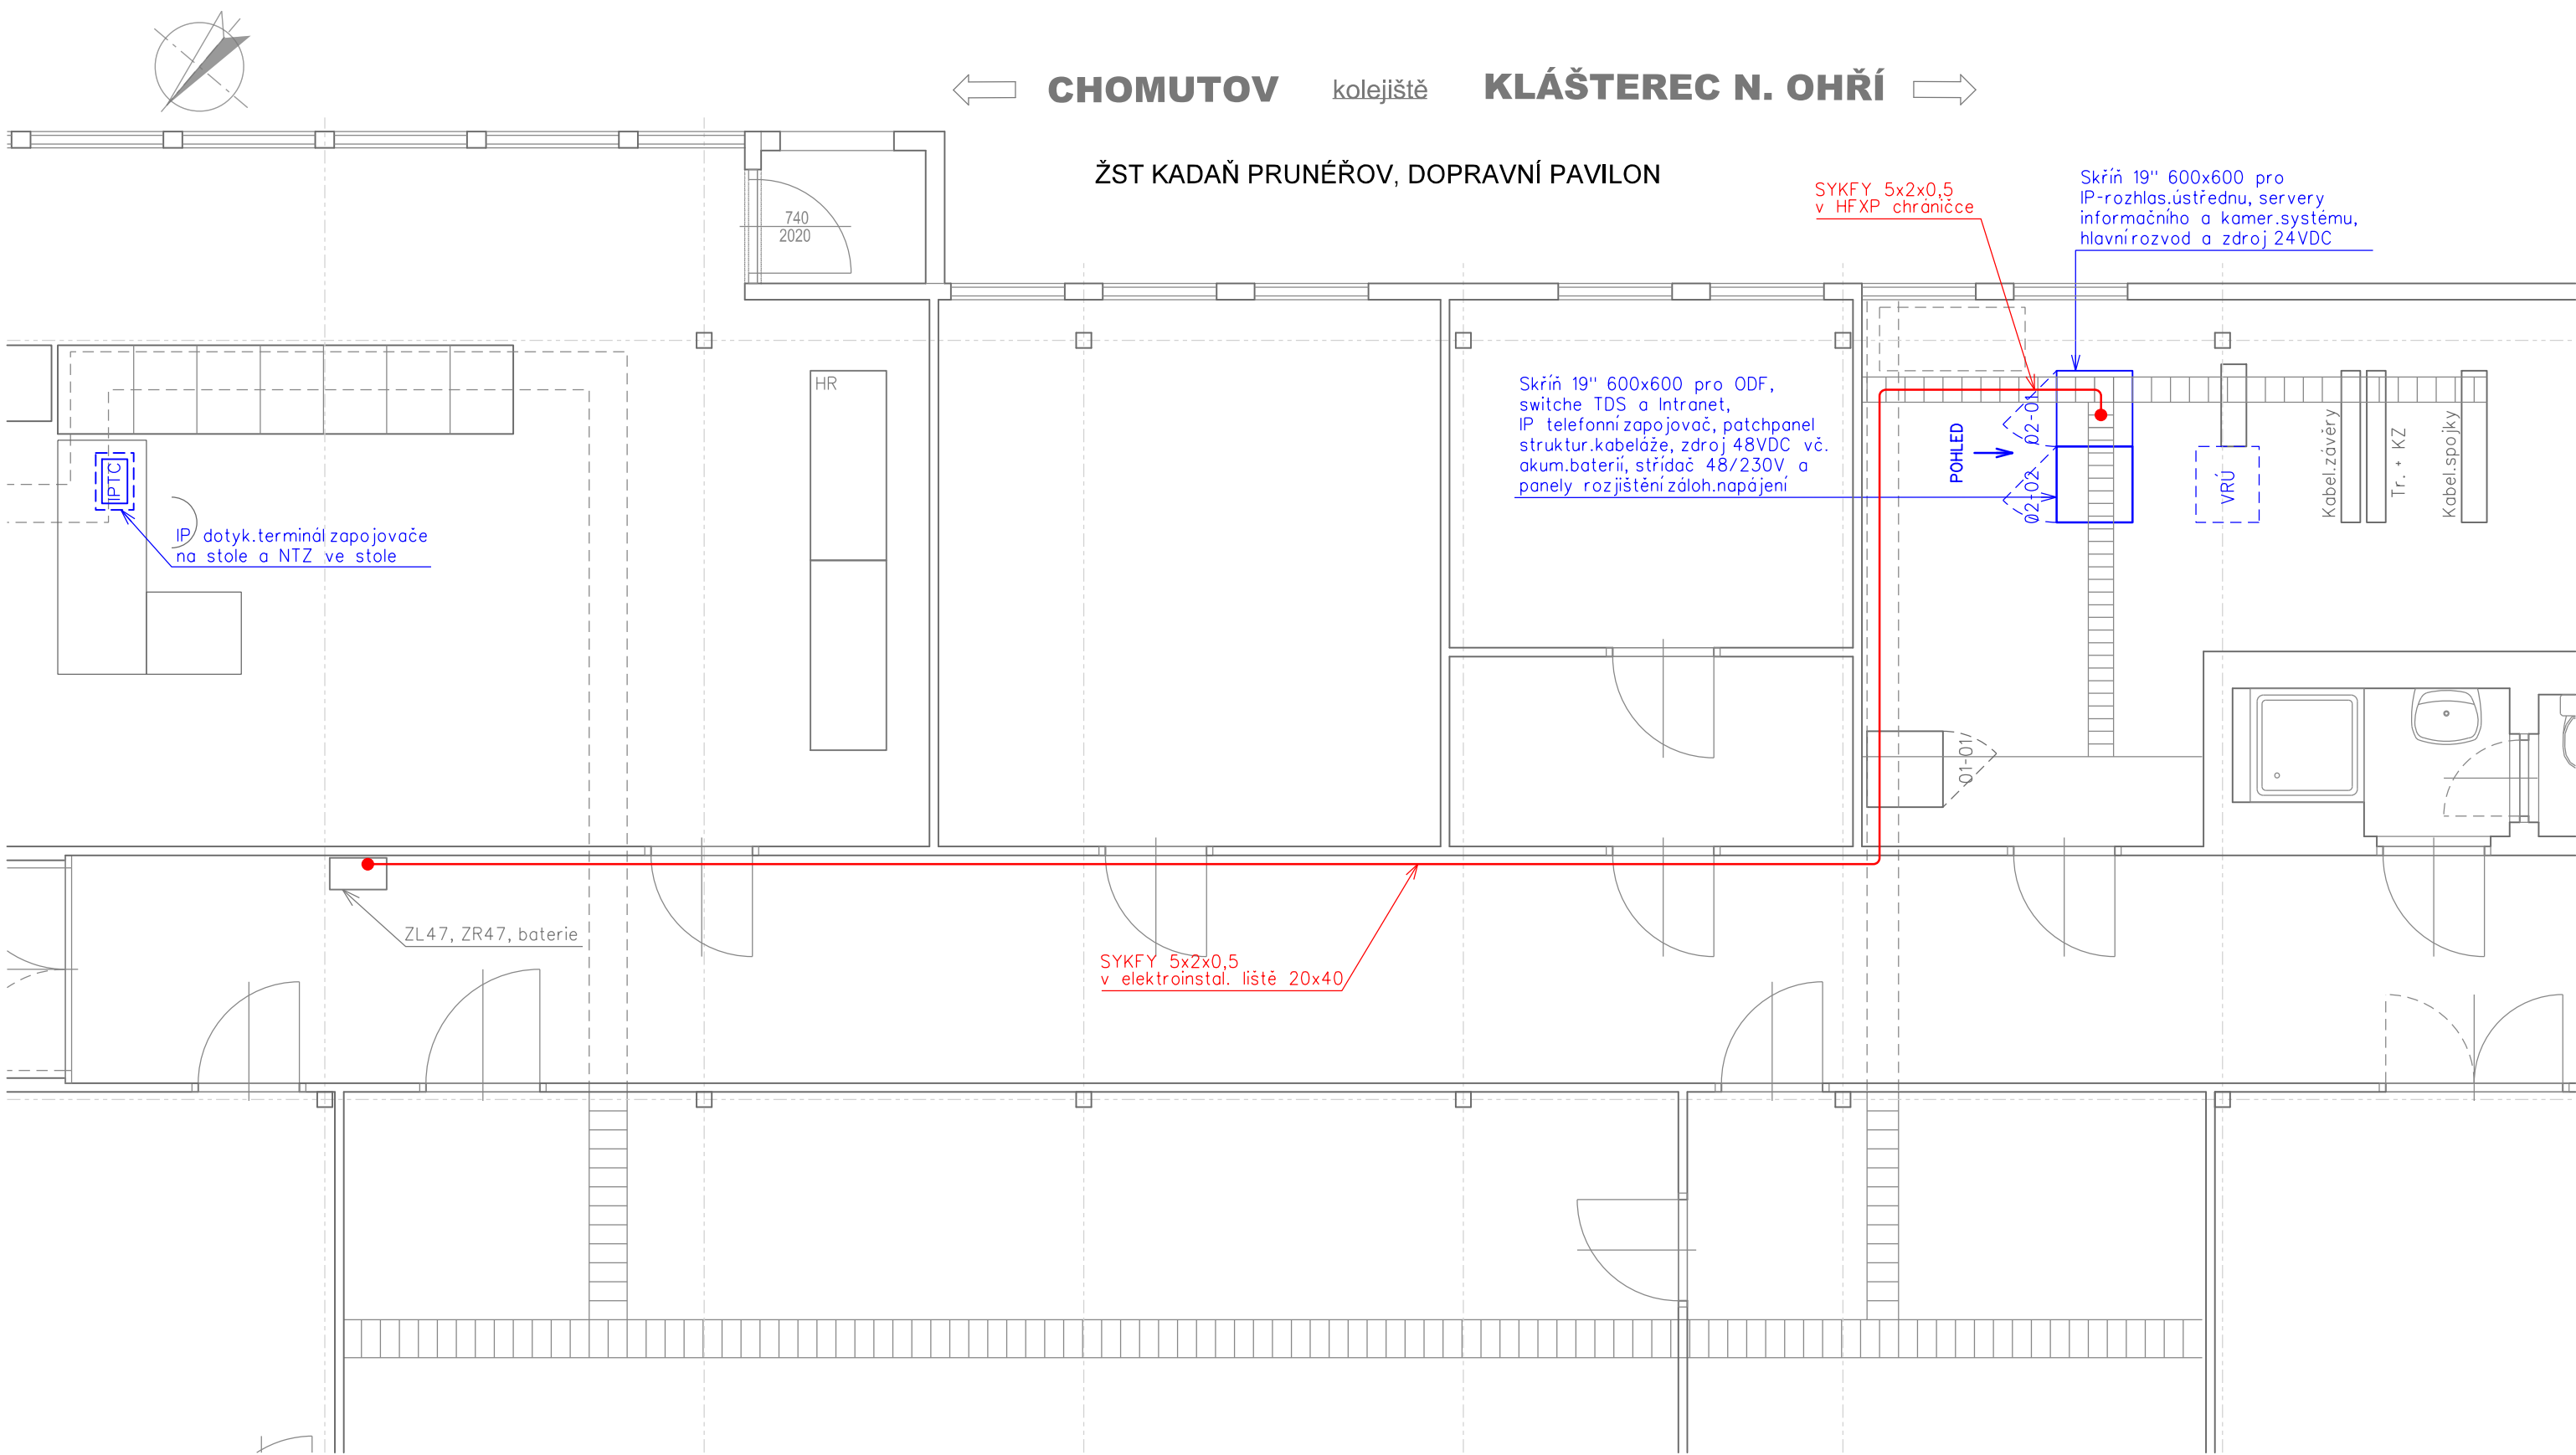 CHOMUTOV
kolejiště
KLÁŠTEREC N. OHŘÍ
ŽST KADAŇ PRUNÉŘOV, DOPRAVNÍ PAVILON
740
2020
SYKFY 5x2x0,5
v HFXP chráničce
Skříň 19" 600x600 pro
IP-rozhlas.ústřednu, servery
informačního a kamer.systému,
hlavní rozvod a zdroj 24VDC
HR
Skříň 19" 600x600 pro ODF,
switche TDS a Intranet,
IP telefonní zapojovač, patchpanel
struktur.kabeláže, zdroj 48VDC vč.
akum.baterií, střídač 48/230V a
panely rozjištění záloh.napájení
POHLED
02-01
02-02
VRÚ
Kabel.závěry
Tr. + KZ
Kabel.spojky
IPTC
IP dotyk.terminál zapojovače
na stole a NTZ ve stole
01-01
ZL47, ZR47, baterie
SYKFY 5x2x0,5
v elektroinstal. liště 20x40